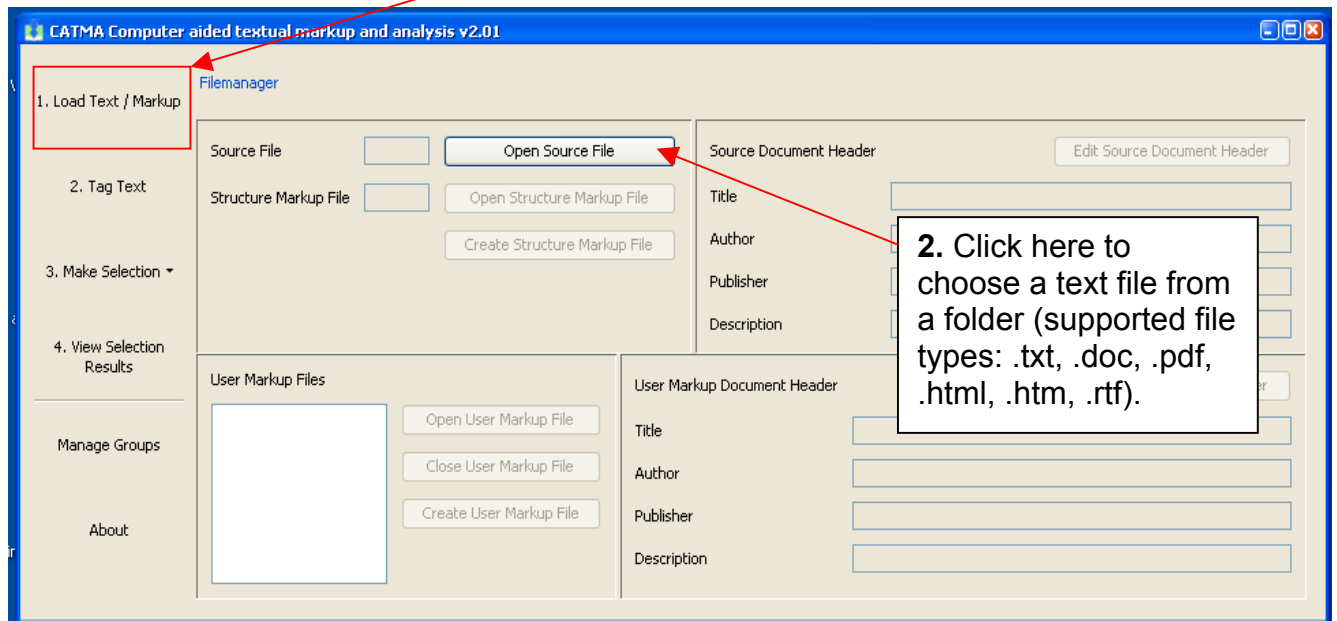 CATMA Computer aided textual markup and analysis v2.01
1. Load Text / Markup
2. Tag Text
3. Make Selection
4. View Selection
Results
Manage Groups
About
Filemanager
Source File
Open Source File
Structure Markup File
Open Structure Markup File
Create Structure Markup File
Source Document Header
Edit Source Document Header
Title
Author
Publisher
Description
2. Click here to
choose a text file from
a folder (supported file
types: .txt, .doc, .pdf,
.html, .htm, .rtf).
User Markup Files
Open User Markup File
Close User Markup File
Create User Markup File
User Markup Document Header
Title
Author
Publisher
Description